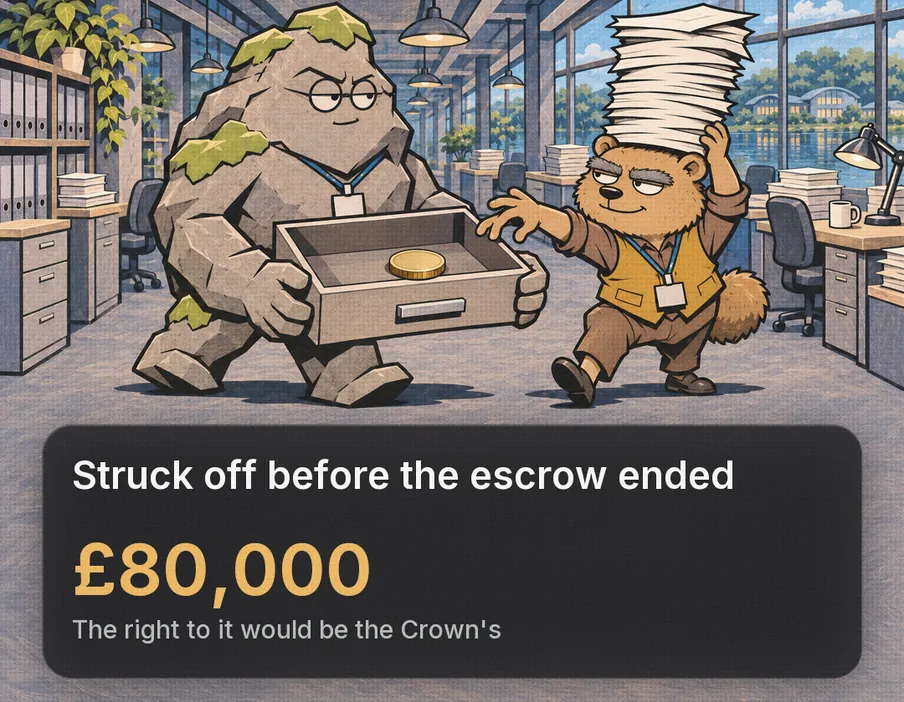 Struck off before the escrow ended
£80,000
The right to it would be the Crown's